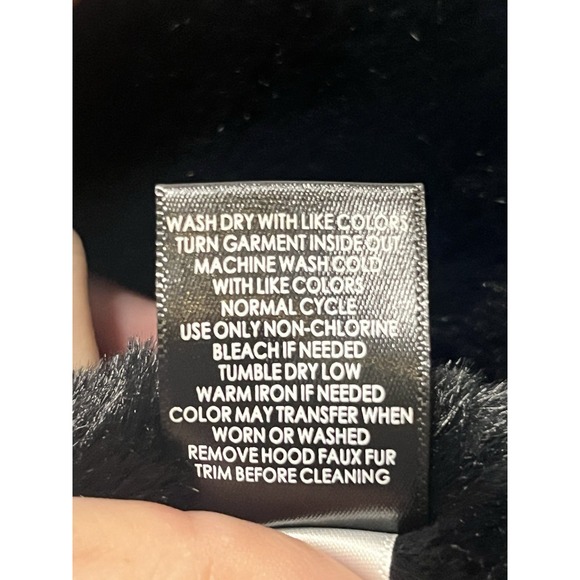 WASH DRY WITH LIKE COLORS
TURN GARMENT INSIDE OUT
MACHINE WASH COLD
WITH LIKE COLORS
NORMAL CYCLE
USE ONLY NON-CHLORINE
BLEACH IF NEEDED
TUMBLE DRY LOW
WARM IRON IF NEEDED
COLOR MAY TRANSFER WHEN
WORN OR WASHED
REMOVE HOOD FAUX FUR
TRIM BEFORE CLEANING